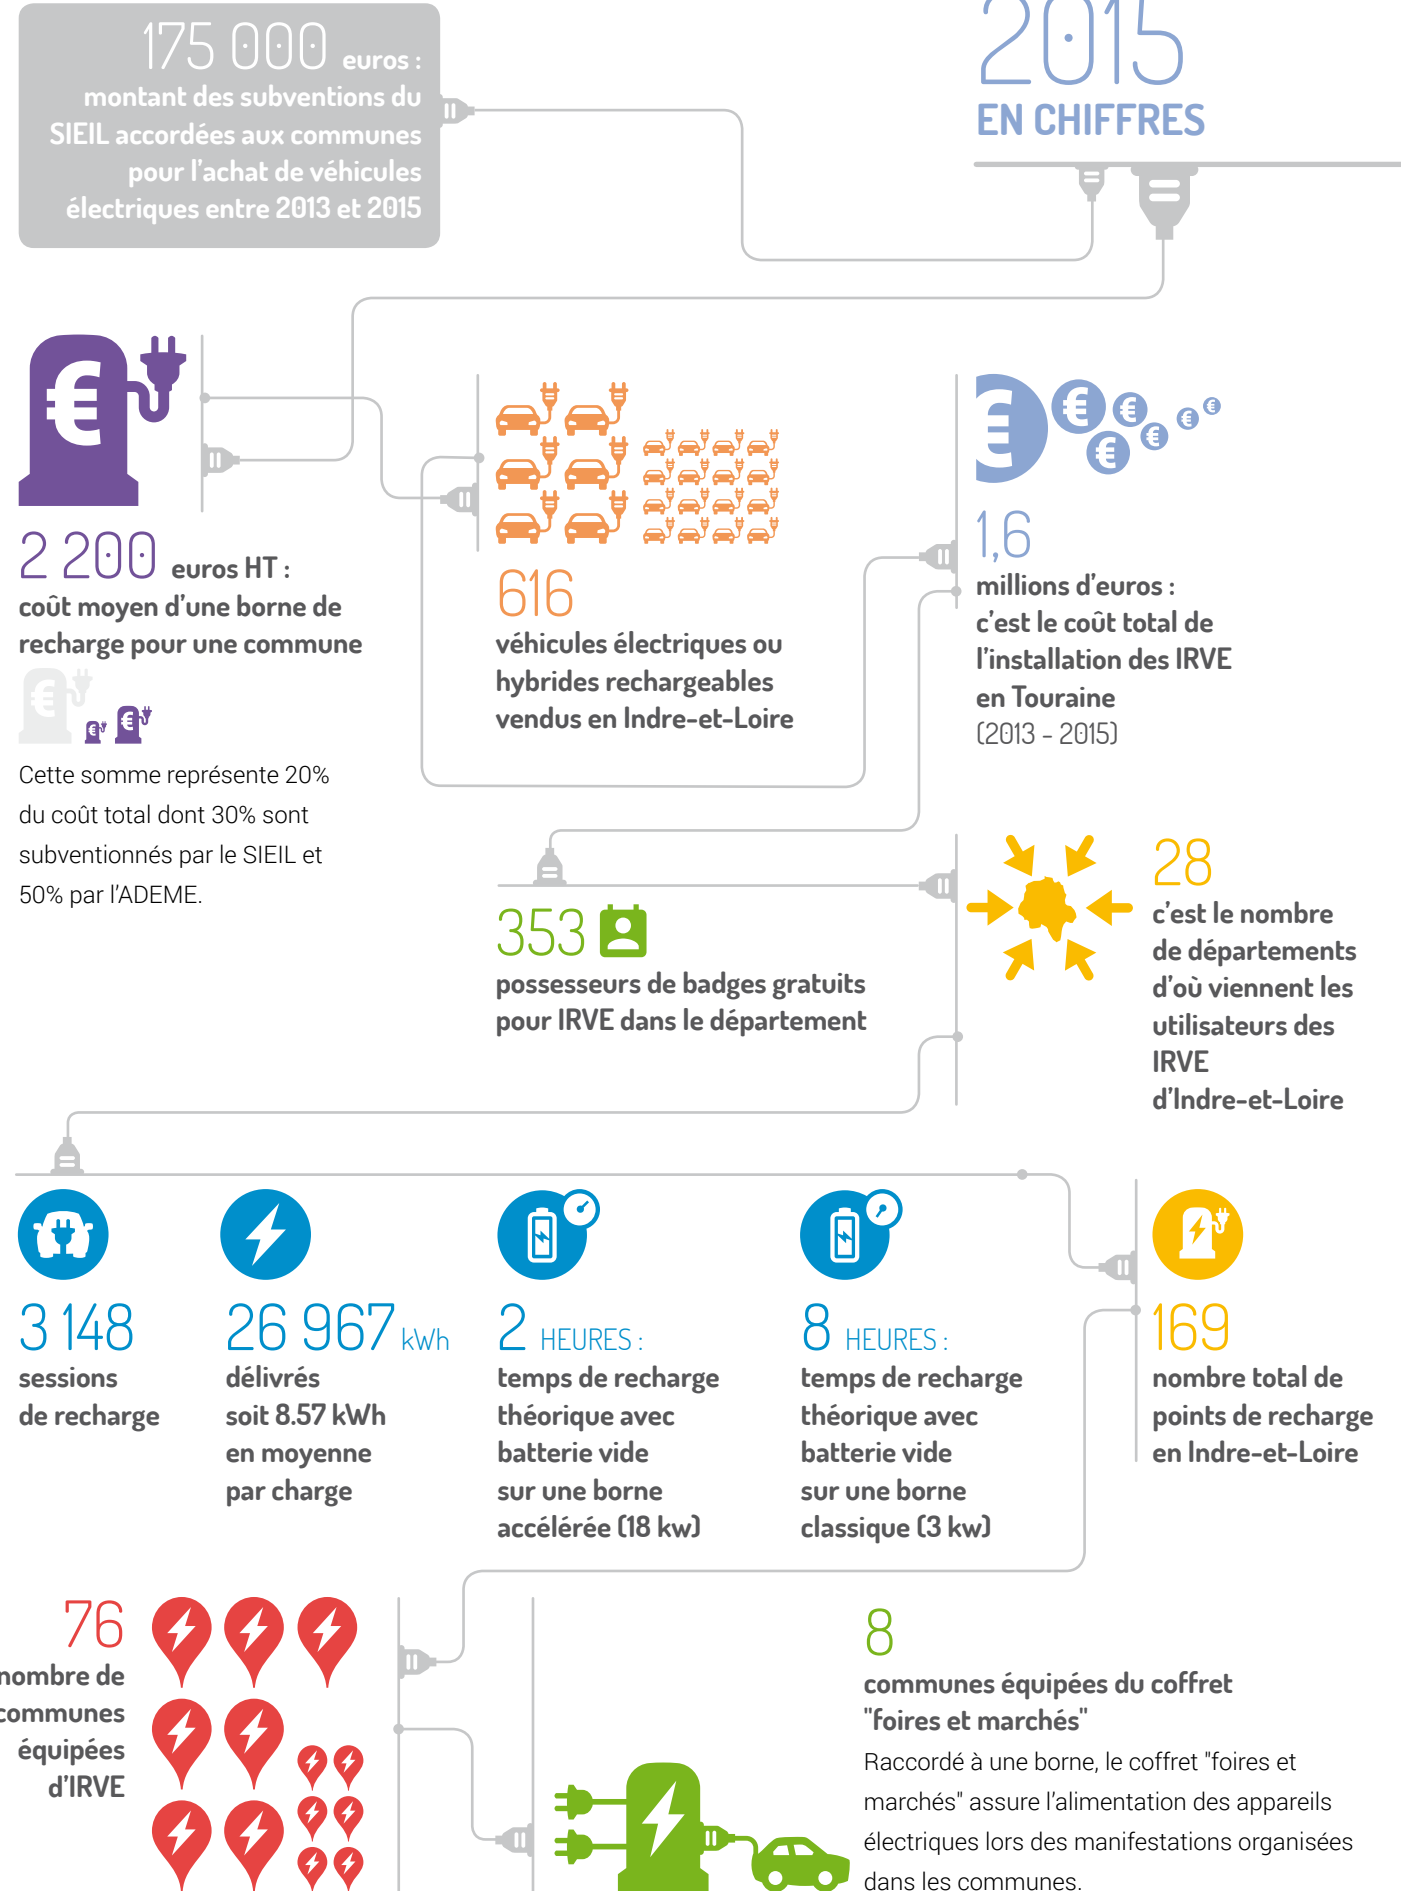 2015
EN CHIFFRES
175 000 euros :
montant des subventions du
SIEIL accordées aux communes
pour l'achat de véhicules
électriques entre 2013 et 2015
2 200 euros HT :
coût moyen d'une borne de
recharge pour une commune
Cette somme représente 20%
du coût total dont 30% sont
subventionnés par le SIEIL et
50% par l'ADEME.
616
véhicules électriques ou
hybrides rechargeables
vendus en Indre-et-Loire
1,6
millions d'euros :
c'est le coût total de
l'installation des IRVE
en Touraine
(2013 - 2015)
353
possesseurs de badges gratuits
pour IRVE dans le département
28
c'est le nombre
de départements
d'où viennent les
utilisateurs des
IRVE
d'Indre-et-Loire
3 148
sessions
de recharge
26 967 kWh
délivrés
soit 8.57 kWh
en moyenne
par charge
2 HEURES :
temps de recharge
théorique avec
batterie vide
sur une borne
accélérée (18 kw)
8 HEURES :
temps de recharge
théorique avec
batterie vide
sur une borne
classique (3 kw)
169
nombre total de
points de recharge
en Indre-et-Loire
76
nombre de
communes
équipées
d'IRVE
8
communes équipées du coffret
"foires et marchés"
Raccordé à une borne, le coffret "foires et
marchés" assure l'alimentation des appareils
électriques lors des manifestations organisées
dans les communes.